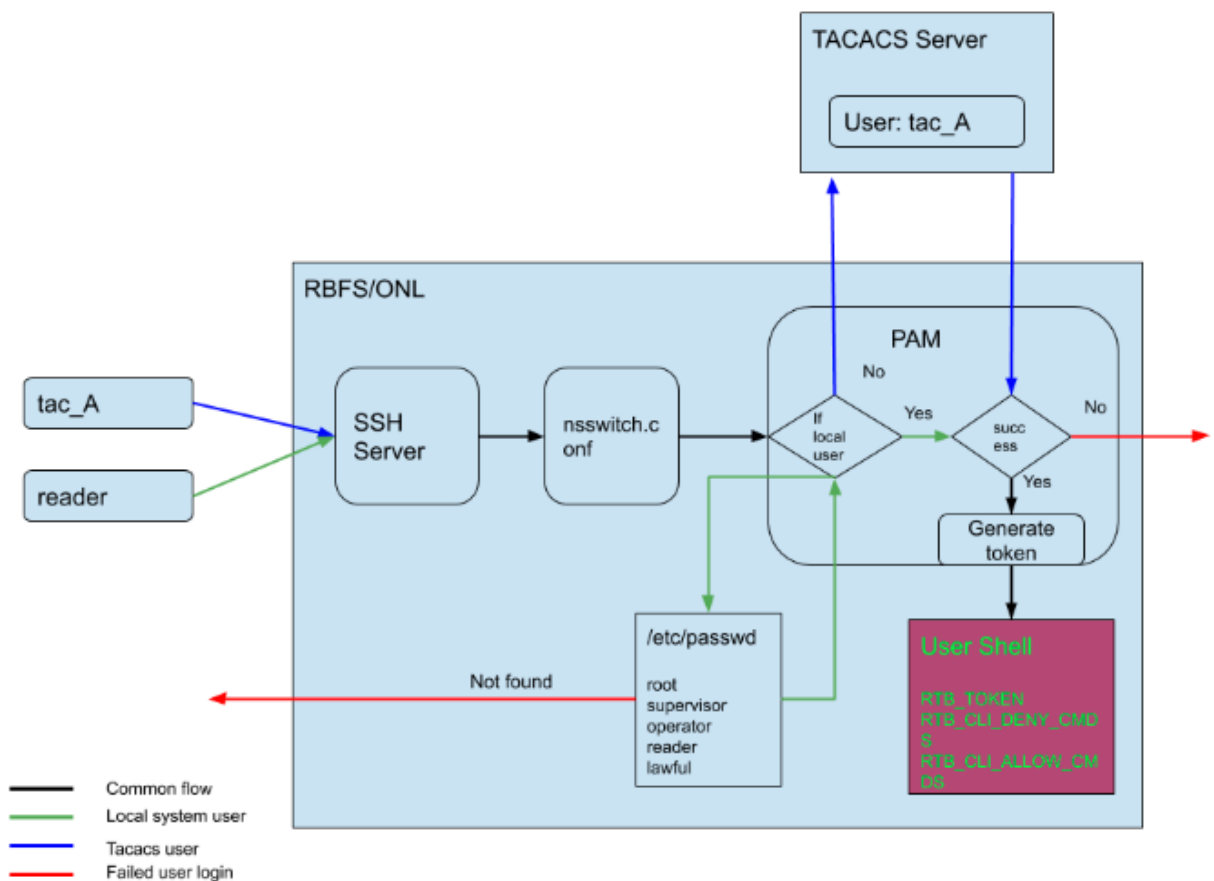 TACACS Server
User: tac_A
RBFS/ONL
PAM
No
tac_A
SSH
Server
nsswitch.c
onf
If
local
user
Yes
succ
ess
No
reader
Yes
Generate
token
/etc/passwd
root
supervisor
operator
reader
lawful
Not found
User Shell
RTB_TOKEN
RTB_CLI_DENY_CMD
S
RTB_CLI_ALLOW_CM
DS
Common flow
Local system user
Tacacs user
Failed user login